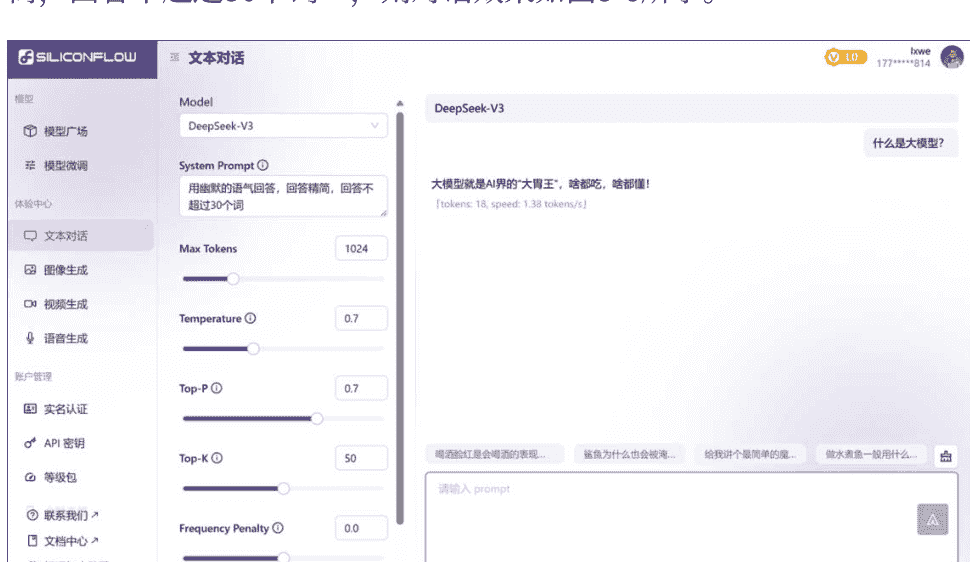 SILICONFLOW
文本对话
L0
lxwe
177*****814
模型
模型广场
模型微调
体验中心
文本对话
图像生成
视频生成
语音生成
账户管理
实名认证
API 密钥
等级包
联系我们
文档中心
Model
DeepSeek-V3
System Prompt
用幽默的语气回答，回答精简，回答不
超过30个词
Max Tokens
1024
Temperature
0.7
Top-P
0.7
Top-K
50
Frequency Penalty
0.0
DeepSeek-V3
什么是大模型?
大模型就是AI界的“大胃王”，啥都吃，啥都懂!
[tokens: 18, speed: 1.38 tokens/s]
喝酒脸红是会喝酒的表现...
鲨鱼为什么也会被淹...
给我讲个最简单的魔...
做水煮鱼一般用什么...
请输入 prompt